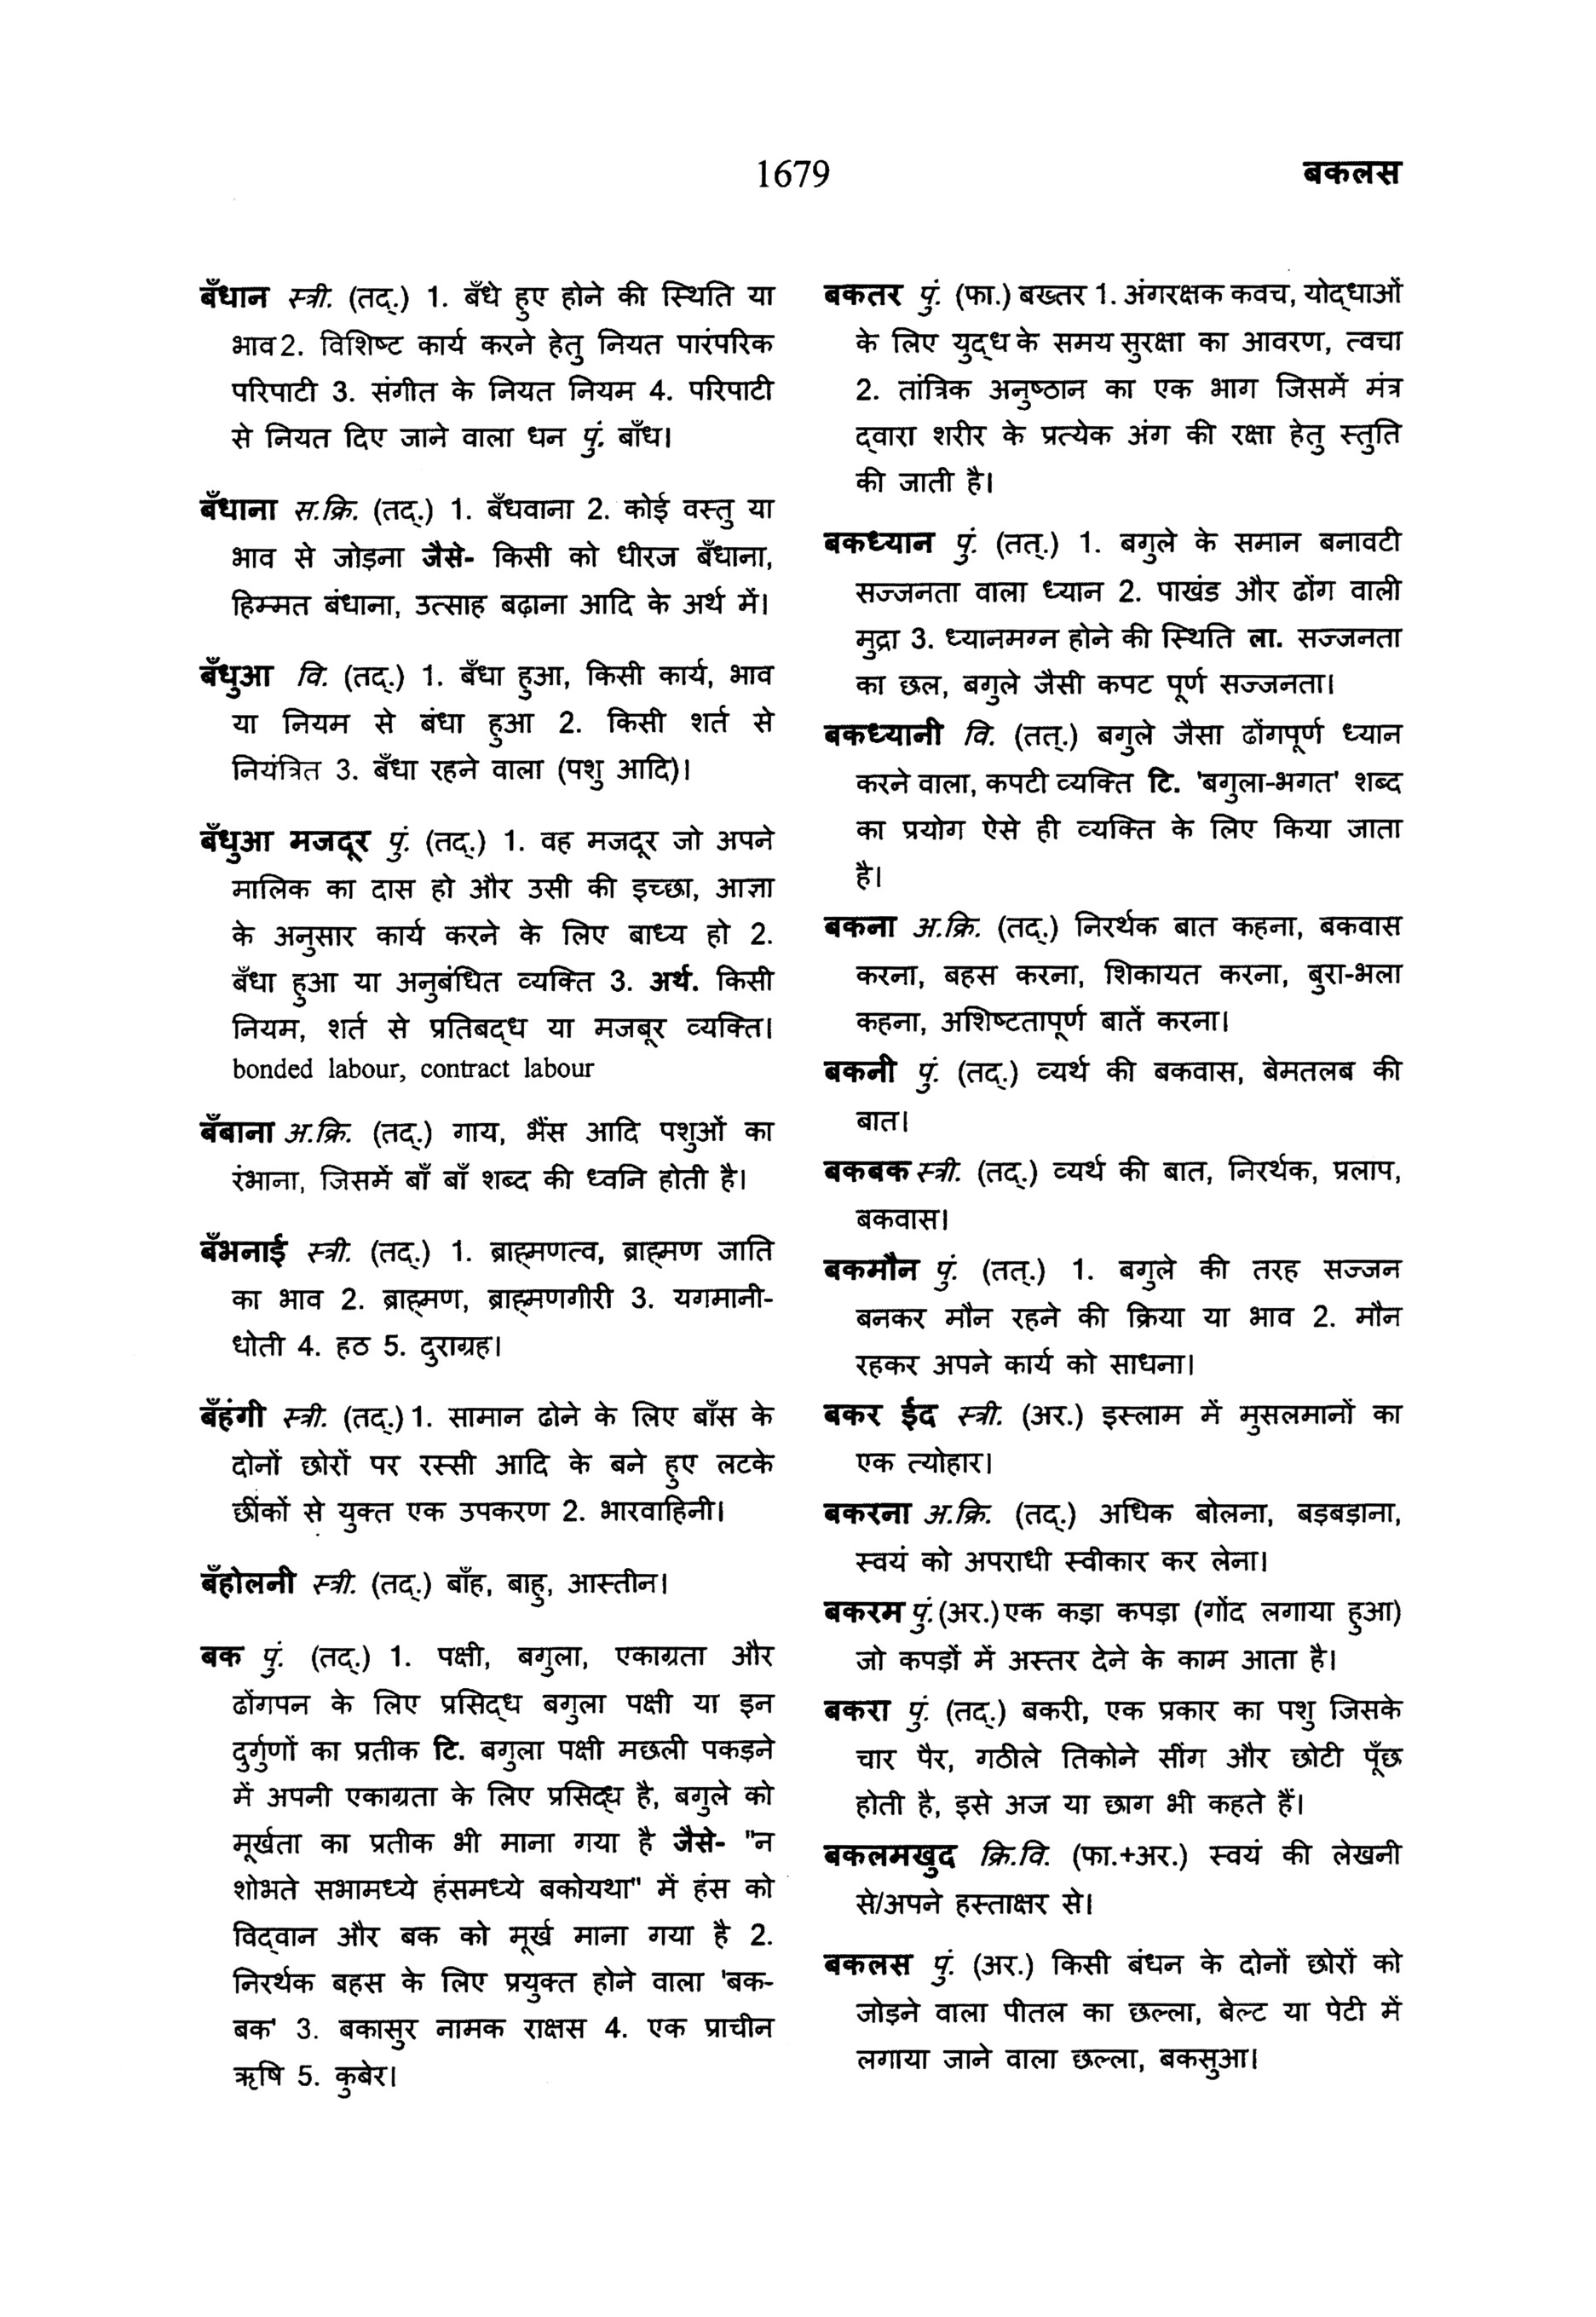 1679
बकलस
बँधान स्त्री. (तद्.) 1. बँधे हुए होने की स्थिति या
भाव 2. विशिष्ट कार्य करने हेतु नियत पारंपरिक
परिपाटी 3. संगीत के नियत नियम 4. परिपाटी
से नियत दिए जाने वाला धन पुं. बाँध।
बँधाना स.क्रि. (तद्.) 1. बँधवाना 2. कोई वस्तु या
भाव से जोड़ना जैसे- किसी को धीरज बँधाना,
हिम्मत बंधाना, उत्साह बढ़ाना आदि के अर्थ में।
बँधुआ वि. (तद्.) 1. बँधा हुआ, किसी कार्य, भाव
या नियम से बंधा हुआ 2. किसी शर्त से
नियंत्रित 3. बँधा रहने वाला (पशु आदि)।
बँधुआ मजदूर पुं. (तद्.) 1. वह मजदूर जो अपने
मालिक का दास हो और उसी की इच्छा, आज्ञा
के अनुसार कार्य करने के लिए बाध्य हो 2.
बँधा हुआ या अनुबंधित व्यक्ति 3. अर्थ. किसी
नियम, शर्त से प्रतिबद्ध या मजबूर व्यक्ति।
bonded labour, contract labour
बँबाना अ.क्रि. (तद्.) गाय, भैंस आदि पशुओं का
रंभाना, जिसमें बाँ बाँ शब्द की ध्वनि होती है।
बँभनाई स्त्री. (तद्.) 1. ब्राह्मणत्व, ब्राह्मण जाति
का भाव 2. ब्राह्मण, ब्राह्मणगीरी 3. यगमानी-
धोती 4. हठ 5. दुराग्रह।
बँहंगी स्त्री. (तद्.) 1. सामान ढोने के लिए बाँस के
दोनों छोरों पर रस्सी आदि के बने हुए लटके
छींकों से युक्त एक उपकरण 2. भारवाहिनी।
बँहोलनी स्त्री. (तद्.) बाँह, बाहु, आस्तीन।
बक पुं. (तद्.) 1. पक्षी, बगुला, एकाग्रता और
ढोंगपन के लिए प्रसिद्ध बगुला पक्षी या इन
दुर्गुणों का प्रतीक टि. बगुला पक्षी मछली पकड़ने
में अपनी एकाग्रता के लिए प्रसिद्ध है, बगुले को
मूर्खता का प्रतीक भी माना गया है जैसे- "न
शोभते सभामध्ये हंसमध्ये बकोयथा" में हंस को
विद्वान और बक को मूर्ख माना गया है 2.
निरर्थक बहस के लिए प्रयुक्त होने वाला 'बक-
बक' 3. बकासुर नामक राक्षस 4. एक प्राचीन
ऋषि 5. कुबेर।
बकतर पुं. (फा.) बख्तर 1. अंगरक्षक कवच, योद्धाओं
के लिए युद्ध के समय सुरक्षा का आवरण, त्वचा
2. तांत्रिक अनुष्ठान का एक भाग जिसमें मंत्र
द्वारा शरीर के प्रत्येक अंग की रक्षा हेतु स्तुति
की जाती है।
बकध्यान पुं. (तत्.) 1. बगुले के समान बनावटी
सज्जनता वाला ध्यान 2. पाखंड और ढोंग वाली
मुद्रा 3. ध्यानमग्न होने की स्थिति ला. सज्जनता
का छल, बगुले जैसी कपट पूर्ण सज्जनता।
बकध्यानी वि. (तत्.) बगुले जैसा ढोंगपूर्ण ध्यान
करने वाला, कपटी व्यक्ति टि. 'बगुला-भगत' शब्द
का प्रयोग ऐसे ही व्यक्ति के लिए किया जाता
है।
बकना अ.क्रि. (तद्.) निरर्थक बात कहना, बकवास
करना, बहस करना, शिकायत करना, बुरा-भला
कहना, अशिष्टतापूर्ण बातें करना।
बकनी पुं. (तद्.) व्यर्थ की बकवास, बेमतलब की
बात।
बकबक स्त्री. (तद्.) व्यर्थ की बात, निरर्थक, प्रलाप,
बकवास।
बकमौन पुं. (तत्.) 1. बगुले की तरह सज्जन
बनकर मौन रहने की क्रिया या भाव 2. मौन
रहकर अपने कार्य को साधना।
बकर ईद स्त्री. (अर.) इस्लाम में मुसलमानों का
एक त्योहार।
बकरना अ.क्रि. (तद्.) अधिक बोलना, बड़बड़ाना,
स्वयं को अपराधी स्वीकार कर लेना।
बकरम पुं. (अर.) एक कड़ा कपड़ा (गोंद लगाया हुआ)
जो कपड़ों में अस्तर देने के काम आता है।
बकरा पुं. (तद्.) बकरी, एक प्रकार का पशु जिसके
चार पैर, गठीले तिकोने सींग और छोटी पूँछ
होती है, इसे अज या छाग भी कहते हैं।
बकलमखुद क्रि.वि. (फा.+अर.) स्वयं की लेखनी
से/अपने हस्ताक्षर से।
बकलस पुं. (अर.) किसी बंधन के दोनों छोरों को
जोड़ने वाला पीतल का छल्ला, बेल्ट या पेटी में
लगाया जाने वाला छल्ला, बकसुआ।